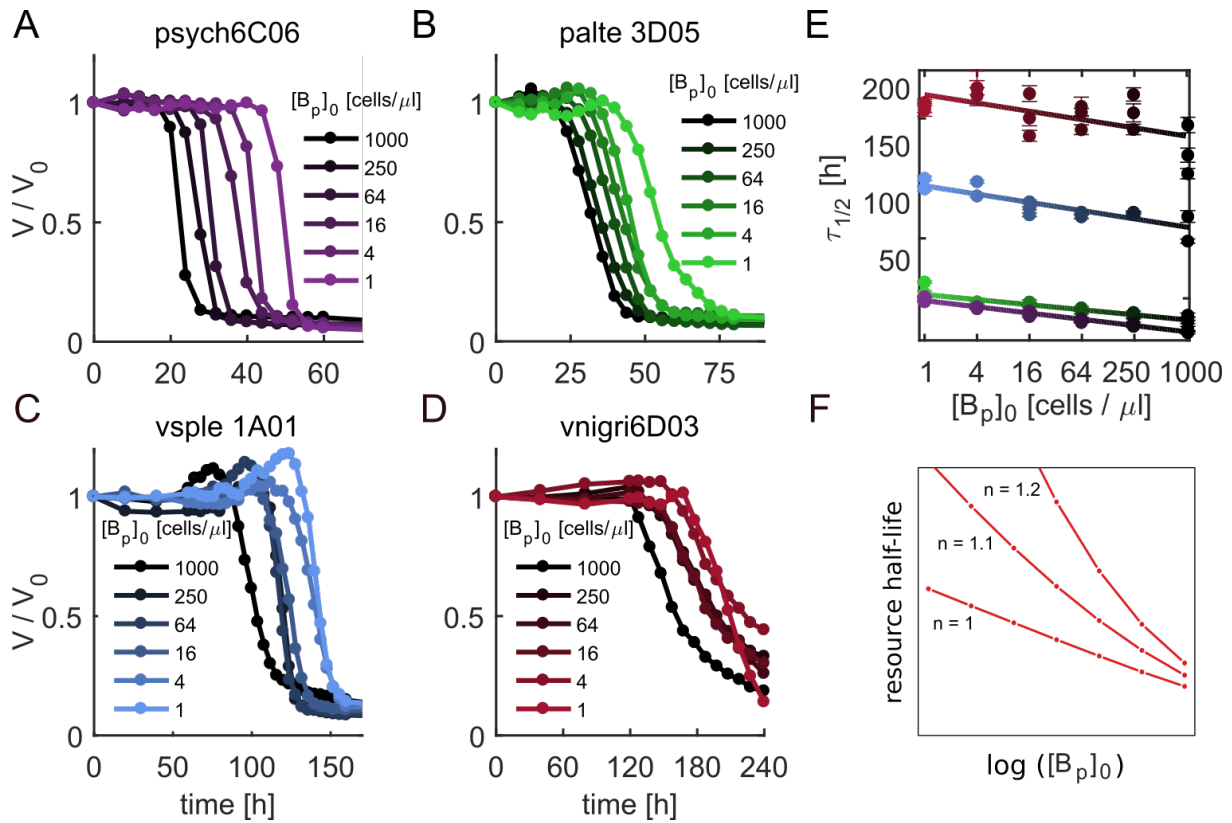 A
psych6C06
V / V0
1
0.5
0
0
20
40
60
[Bp]0 [cells/μl]
1000
250
64
16
4
1
B
palte 3D05
1
0.5
0
0
25
50
75
[Bp]0 [cells/μl]
1000
250
64
16
4
1
E
τ1/2 [h]
200
150
100
50
1
4
16
64
250
1000
[Bp]0 [cells / μl]
C
vsple 1A01
V / V0
1
0.5
0
[Bp]0 [cells/μl]
1000
250
64
16
4
1
0
50
100
150
time [h]
D
vnigri6D03
1
0.5
0
[Bp]0 [cells/μl]
1000
250
64
16
4
1
0
60
120
180
240
time [h]
F
resource half-life
n = 1.2
n = 1.1
n = 1
log ([Bp]0)